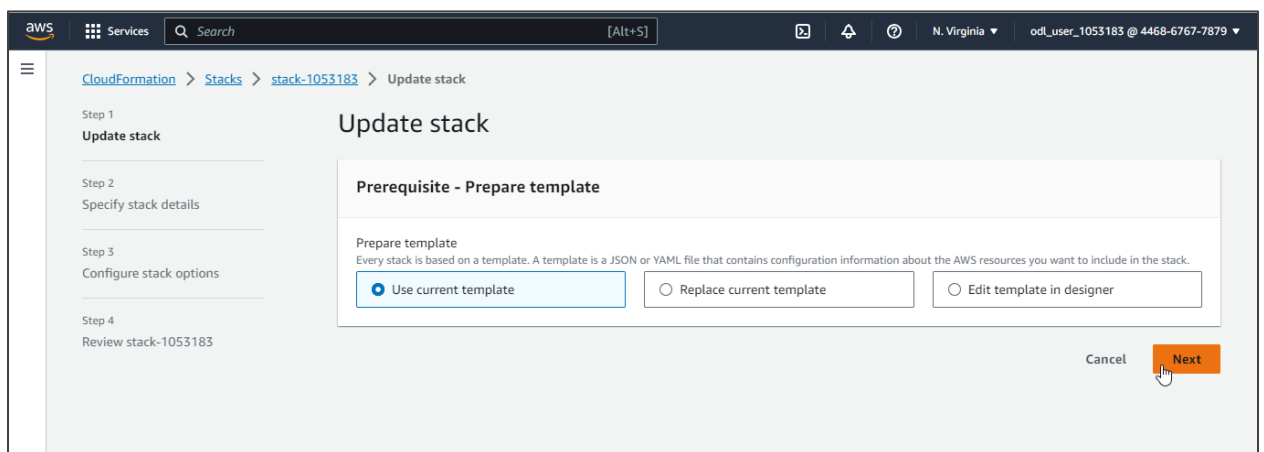 aws Services Search [Alt+S] N. Virginia odl_user_1053183 @ 4468-6767-7879
CloudFormation > Stacks > stack-1053183 > Update stack
Step 1
Update stack
Step 2
Specify stack details
Step 3
Configure stack options
Step 4
Review stack-1053183
Update stack
Prerequisite - Prepare template
Prepare template
Every stack is based on a template. A template is a JSON or YAML file that contains configuration information about the AWS resources you want to include in the stack.
Use current template Replace current template Edit template in designer
Cancel Next